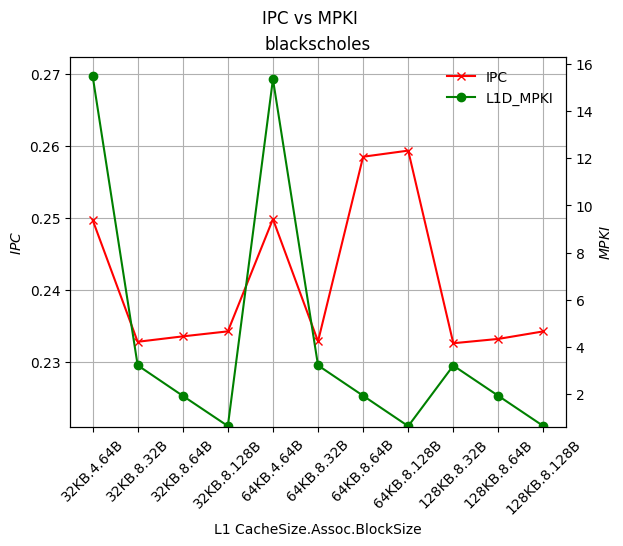 IPC vs MPKI
blackscholes
IPC
L1D_MPKI
0.27
0.26
0.25
0.24
0.23
IPC
16
14
12
10
8
6
4
2
MPKI
32KB.4.64B
32KB.8.32B
32KB.8.64B
32KB.8.128B
64KB.4.64B
64KB.8.32B
64KB.8.64B
64KB.8.128B
128KB.8.32B
128KB.8.64B
128KB.8.128B
L1 CacheSize.Assoc.BlockSize